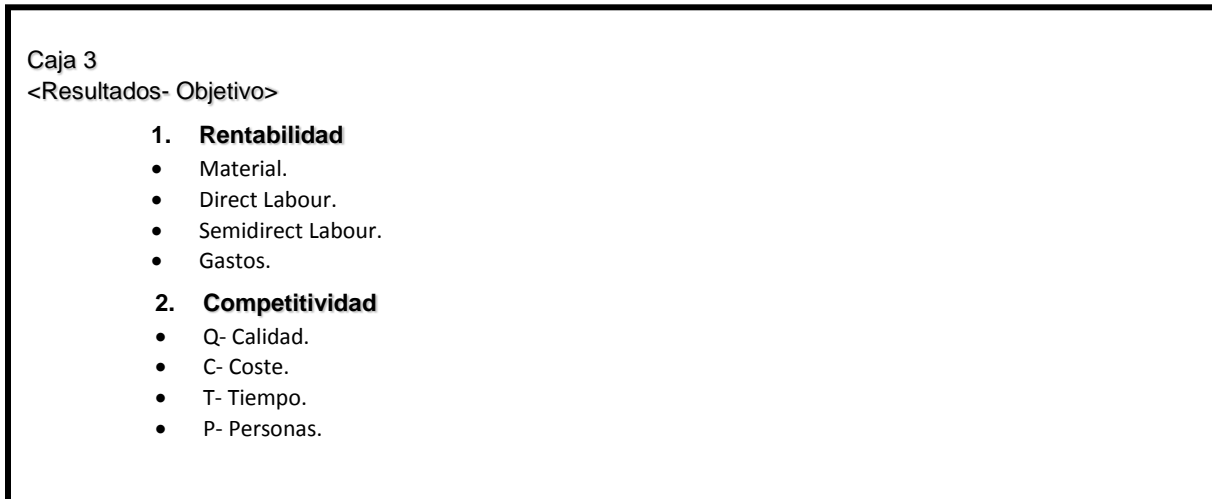 Caja 3
<Resultados- Objetivo>
1. Rentabilidad
• Material.
• Direct Labour.
• Semidirect Labour.
• Gastos.
2. Competitividad
• Q- Calidad.
• C- Coste.
• T- Tiempo.
• P- Personas.